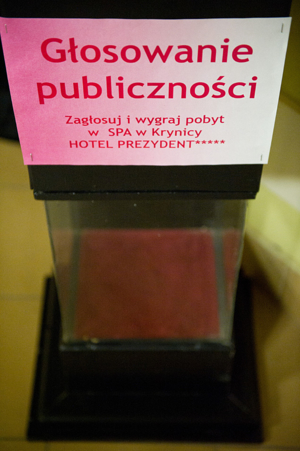 Głosowanie
publiczności
Zagłosuj i wygraj pobyt
w SPA w Krynicy
HOTEL PREZYDENT*****